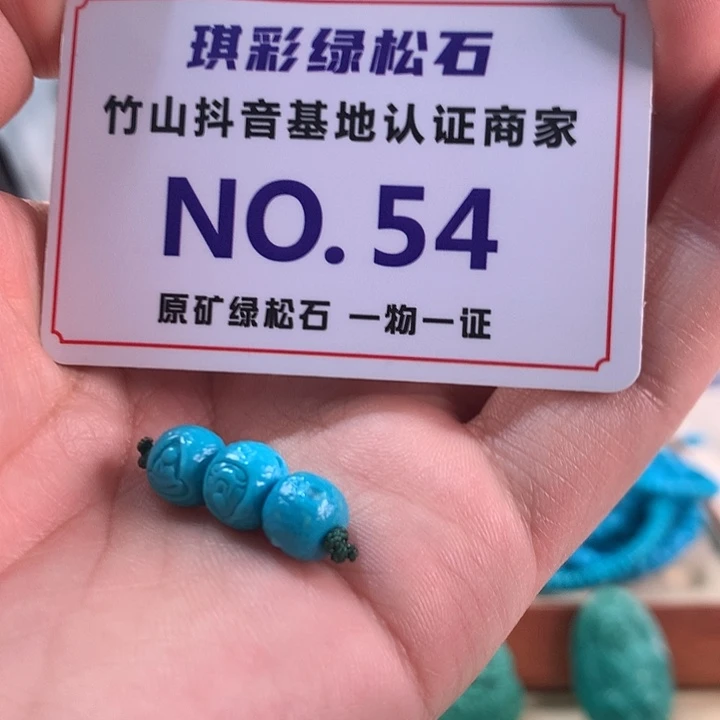 琪彩绿松石
竹山抖音基地认证商家
NO.54
原矿绿松石 一物一证